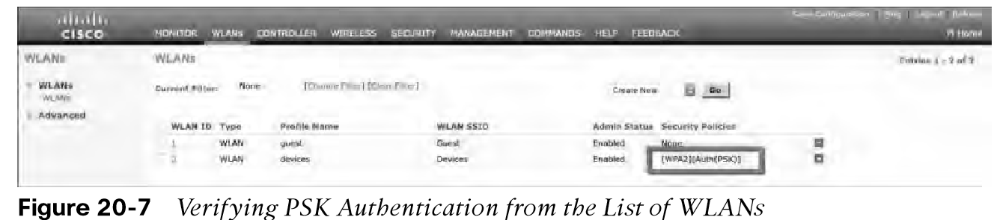 Save Configuration | Ping | Logout | Refresh
CISCO
MONITOR WLANs CONTROLLER WIRELESS SECURITY MANAGEMENT COMMANDS HELP FEEDBACK Home
WLANs
WLANs
Entries 1 - 2 of 2
WLANs
WLANs
Advanced
Current Filter: None [Change Filter] [Clear Filter]
Create New Go
WLAN ID Type Profile Name WLAN SSID Admin Status Security Policies
1 WLAN guest Guest Enabled None
2 WLAN devices Devices Enabled [WPA2][Auth(PSK)]
Figure 20-7 Verifying PSK Authentication from the List of WLANs